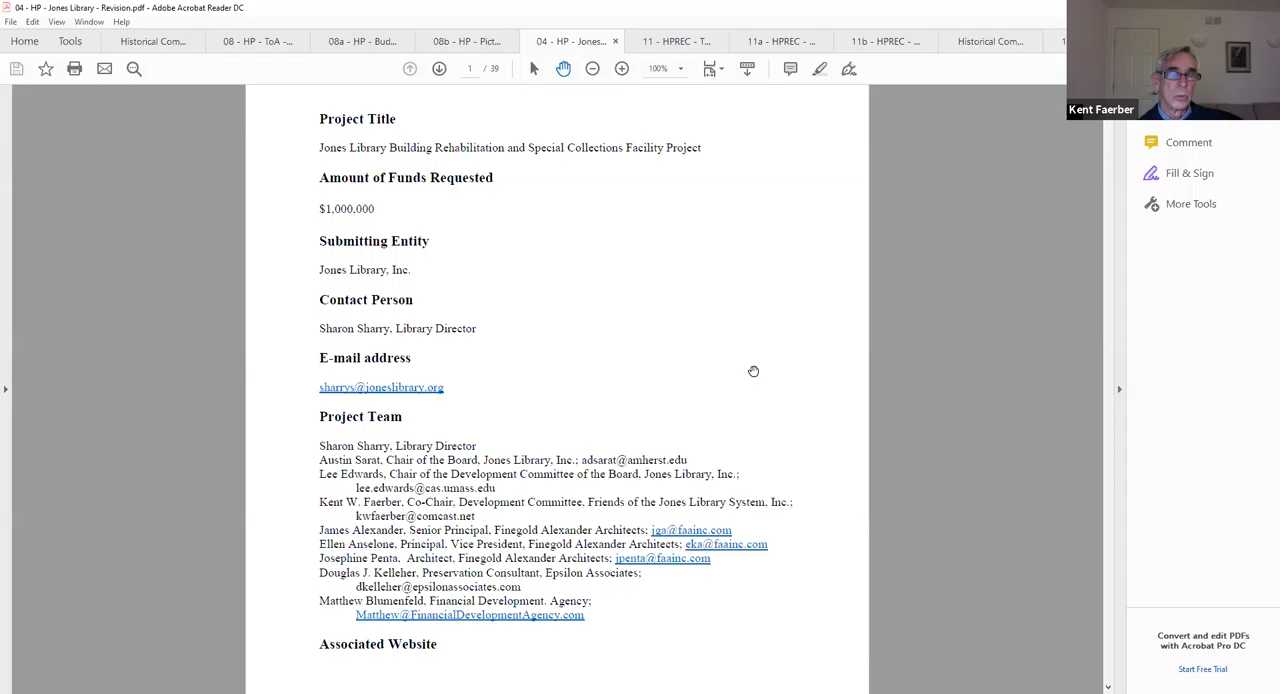 04 - HP - Jones Library - Revision.pdf - Adobe Acrobat Reader DC
File Edit View Window Help
Home Tools Historical Com... 08 - HP - ToA -... 08a - HP - Bud... 08b - HP - Pict... 04 - HP - Jones... × 11 - HPREC - T... 11a - HPREC - ... 11b - HPREC - ... Historical Com... 1
1 / 39 100%
Kent Faerber
Comment
Fill & Sign
More Tools
Project Title
Jones Library Building Rehabilitation and Special Collections Facility Project
Amount of Funds Requested
$1,000,000
Submitting Entity
Jones Library, Inc.
Contact Person
Sharon Sharry, Library Director
E-mail address
sharrys@joneslibrary.org
Project Team
Sharon Sharry, Library Director
Austin Sarat, Chair of the Board, Jones Library, Inc.; adsarat@amherst.edu
Lee Edwards, Chair of the Development Committee of the Board, Jones Library, Inc.;
lee.edwards@cas.umass.edu
Kent W. Faerber, Co-Chair, Development Committee, Friends of the Jones Library System, Inc.;
kwfaerber@comcast.net
James Alexander, Senior Principal, Finegold Alexander Architects; jga@faainc.com
Ellen Anselone, Principal, Vice President, Finegold Alexander Architects; eka@faainc.com
Josephine Penta, Architect, Finegold Alexander Architects; jpenta@faainc.com
Douglas J. Kelleher, Preservation Consultant, Epsilon Associates;
dkelleher@epsilonassociates.com
Matthew Blumenfeld, Financial Development. Agency;
Matthew@FinancialDevelopmentAgency.com
Associated Website
Convert and edit PDFs
with Acrobat Pro DC
Start Free Trial